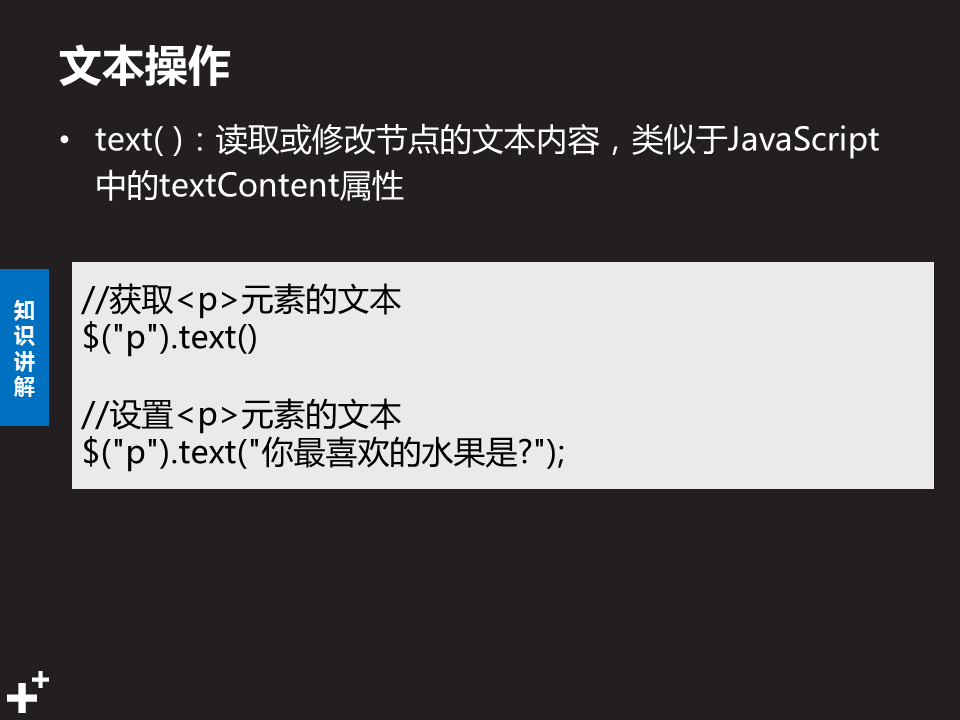 文本操作
• text( )：读取或修改节点的文本内容，类似于JavaScript
中的textContent属性
知
识
讲
解
//获取<p>元素的文本
$("p").text()
//设置<p>元素的文本
$("p").text("你最喜欢的水果是?");